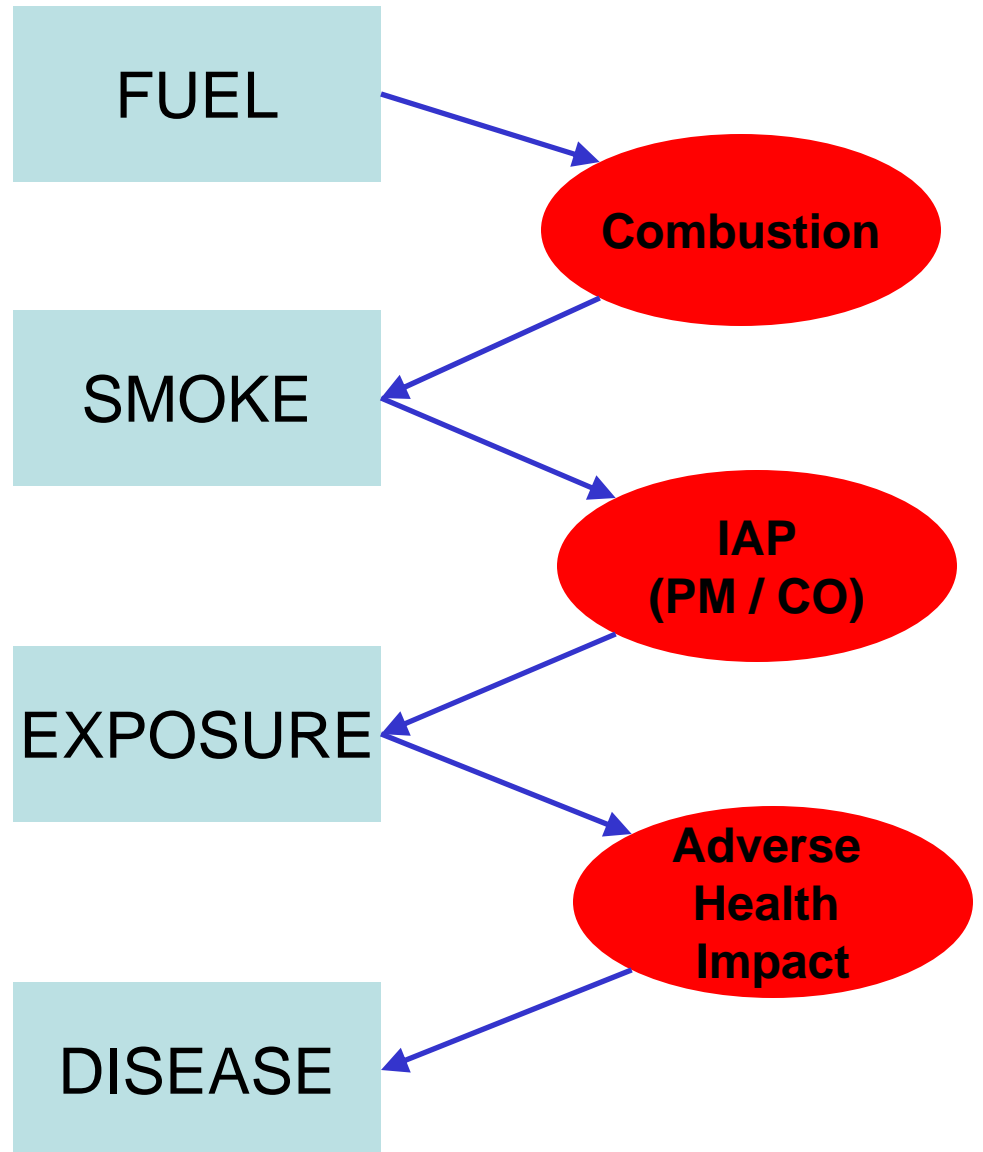 FUEL
Combustion
SMOKE
IAP
(PM / CO)
EXPOSURE
Adverse
Health
Impact
DISEASE